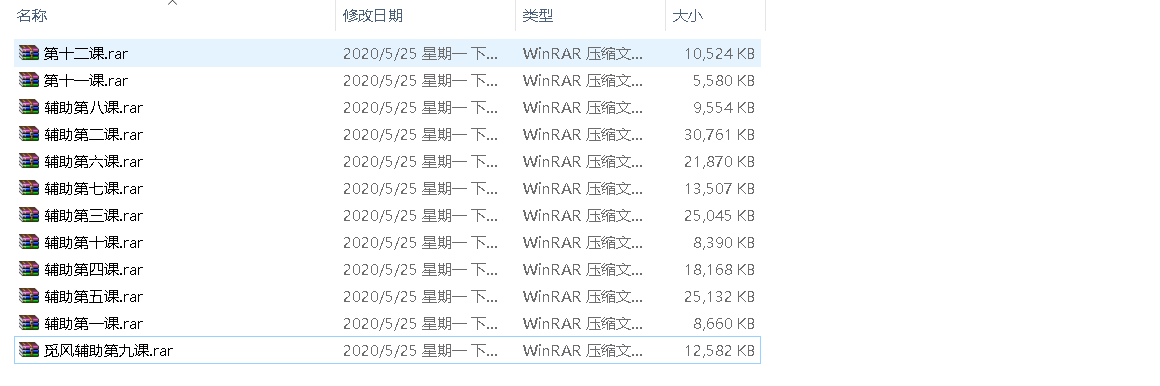 名称 修改日期 类型 大小
第十二课.rar 2020/5/25 星期一 下... WinRAR 压缩文... 10,524 KB
第十一课.rar 2020/5/25 星期一 下... WinRAR 压缩文... 5,580 KB
辅助第八课.rar 2020/5/25 星期一 下... WinRAR 压缩文... 9,554 KB
辅助第二课.rar 2020/5/25 星期一 下... WinRAR 压缩文... 30,761 KB
辅助第六课.rar 2020/5/25 星期一 下... WinRAR 压缩文... 21,870 KB
辅助第七课.rar 2020/5/25 星期一 下... WinRAR 压缩文... 13,507 KB
辅助第三课.rar 2020/5/25 星期一 下... WinRAR 压缩文... 25,045 KB
辅助第十课.rar 2020/5/25 星期一 下... WinRAR 压缩文... 8,390 KB
辅助第四课.rar 2020/5/25 星期一 下... WinRAR 压缩文... 18,168 KB
辅助第五课.rar 2020/5/25 星期一 下... WinRAR 压缩文... 25,132 KB
辅助第一课.rar 2020/5/25 星期一 下... WinRAR 压缩文... 8,660 KB
觅风辅助第九课.rar 2020/5/25 星期一 下... WinRAR 压缩文... 12,582 KB